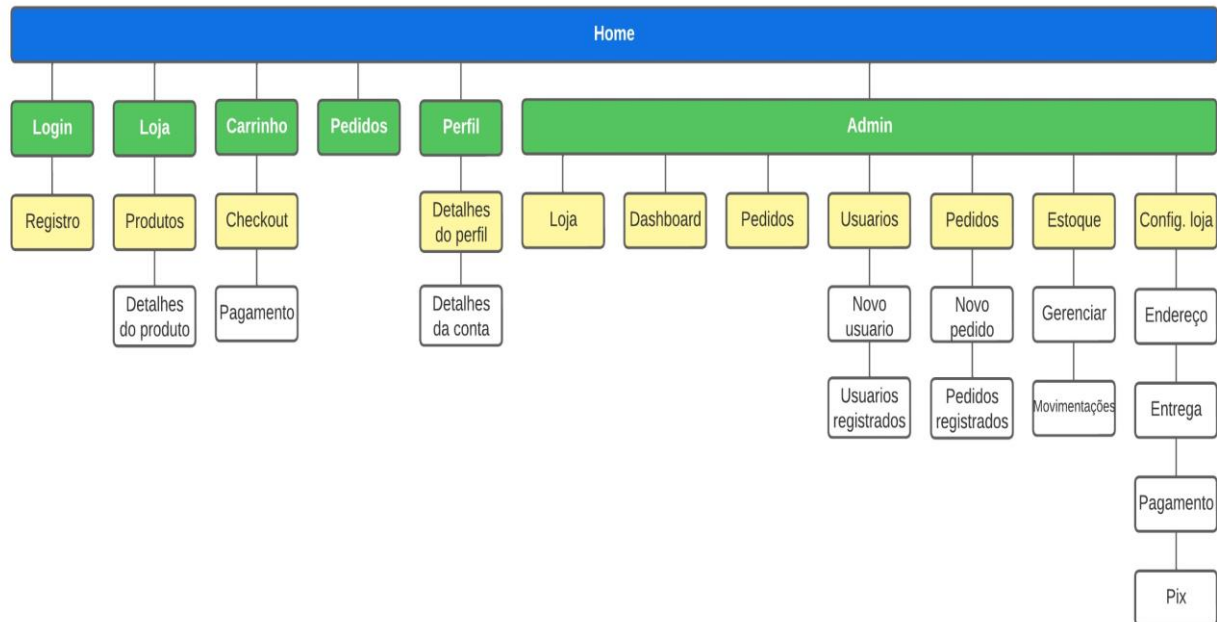 Home
Login
Loja
Carrinho
Pedidos
Perfil
Admin
Registro
Produtos
Checkout
Detalhes
do perfil
Loja
Dashboard
Pedidos
Usuarios
Pedidos
Estoque
Config. loja
Detalhes
do produto
Pagamento
Detalhes
da conta
Novo
usuario
Novo
pedido
Gerenciar
Endereço
Usuarios
registrados
Pedidos
registrados
Movimentações
Entrega
Pagamento
Pix